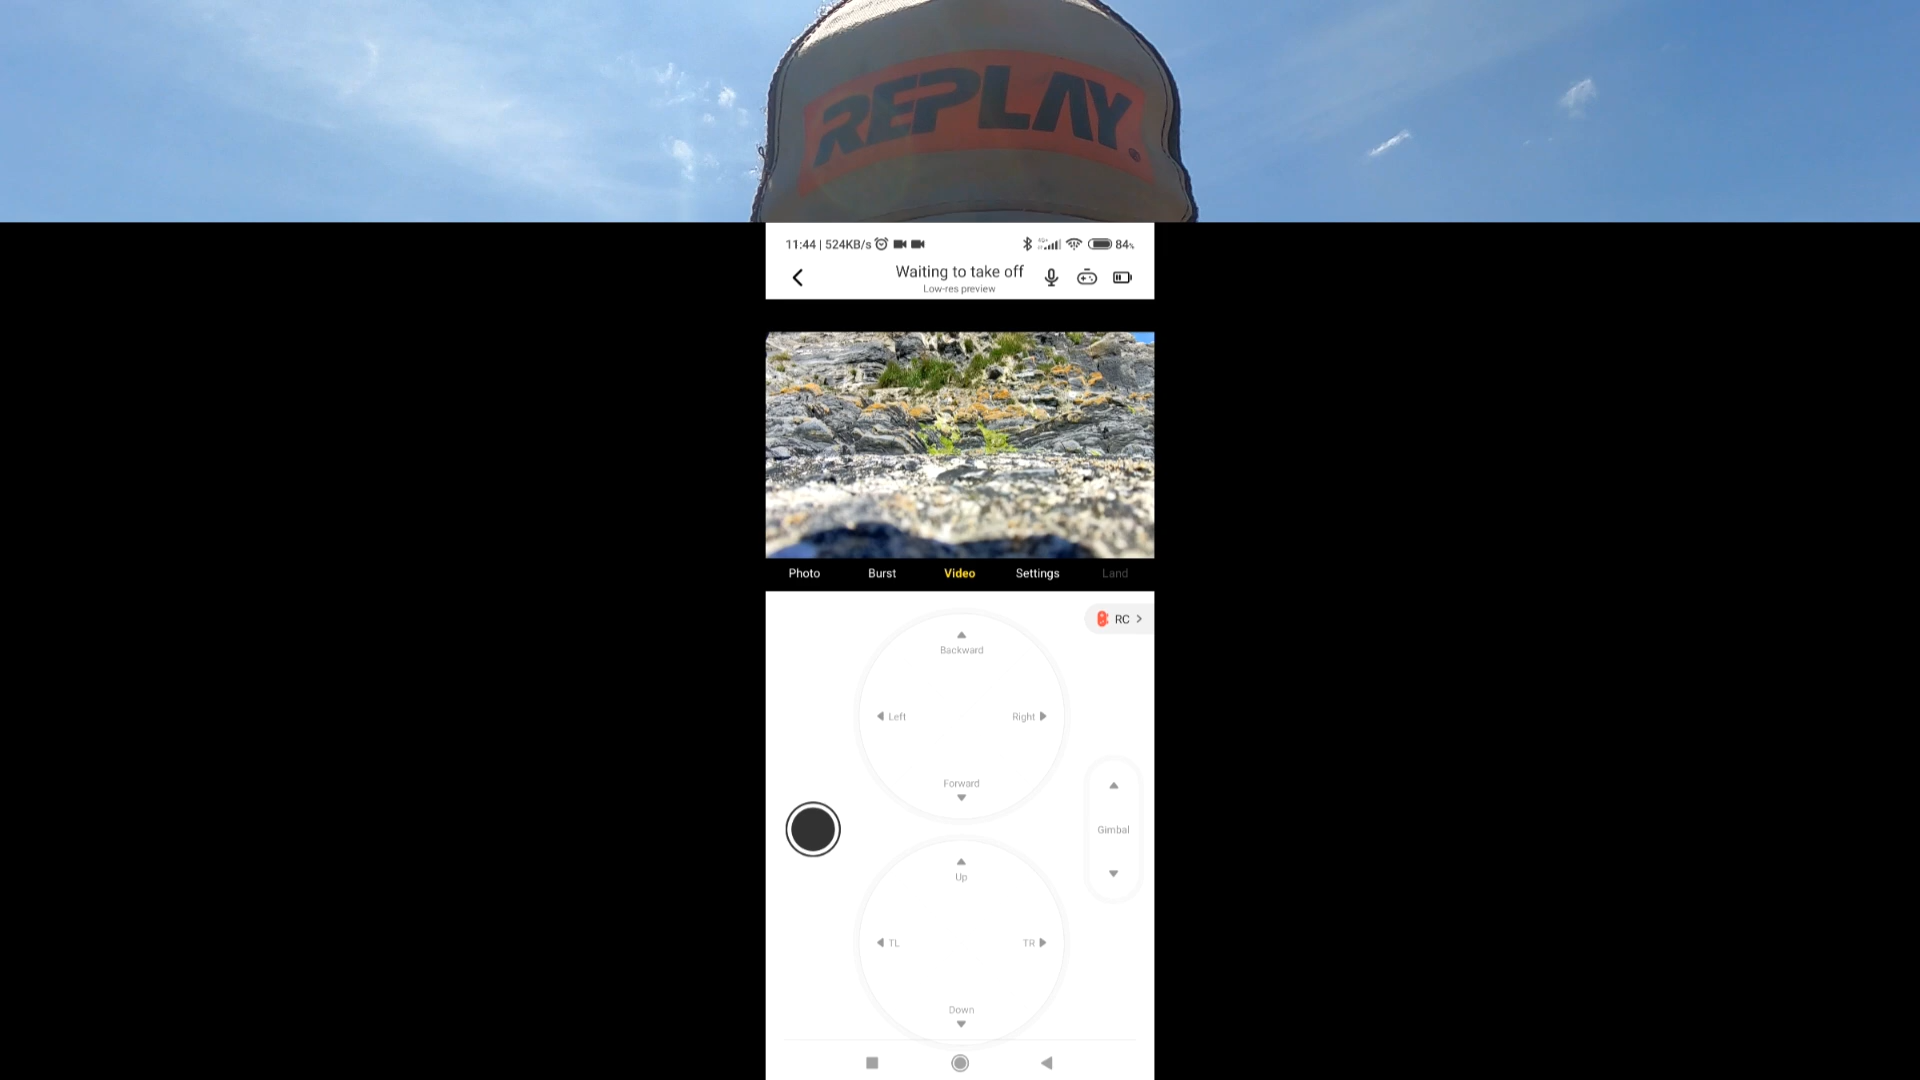 REPLAY
11:44 | 524KB/s 84%
Waiting to take off
Low-res preview
Photo Burst Video Settings Land
RC
Backward
Left Right
Forward
Gimbal
Up
TL TR
Down